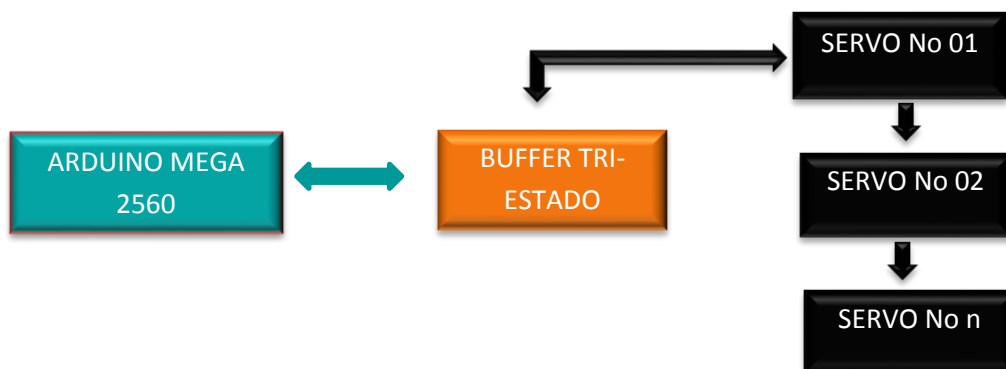 ARDUINO MEGA
2560
BUFFER TRI-
ESTADO
SERVO No 01
SERVO No 02
SERVO No n